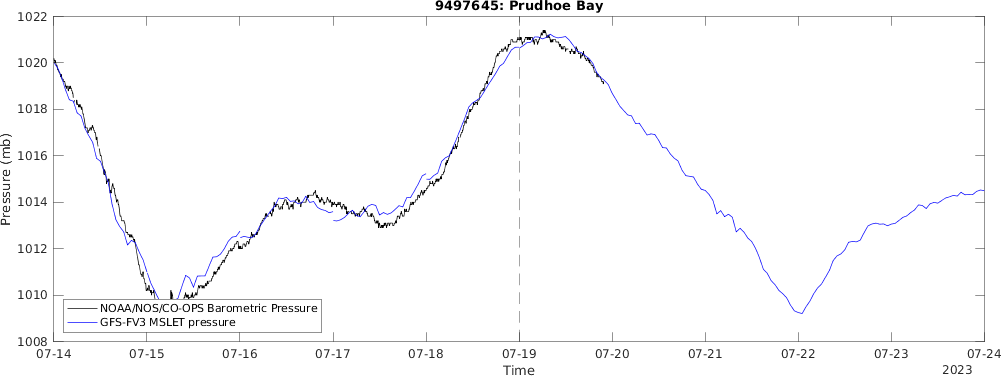 9497645: Prudhoe Bay
1022
1020
1018
1016
1014
1012
1010
1008
Pressure (mb)
NOAA/NOS/CO-OPS Barometric Pressure
GFS-FV3 MSLET pressure
07-14 07-15 07-16 07-17 07-18 07-19 07-20 07-21 07-22 07-23 07-24
Time
2023